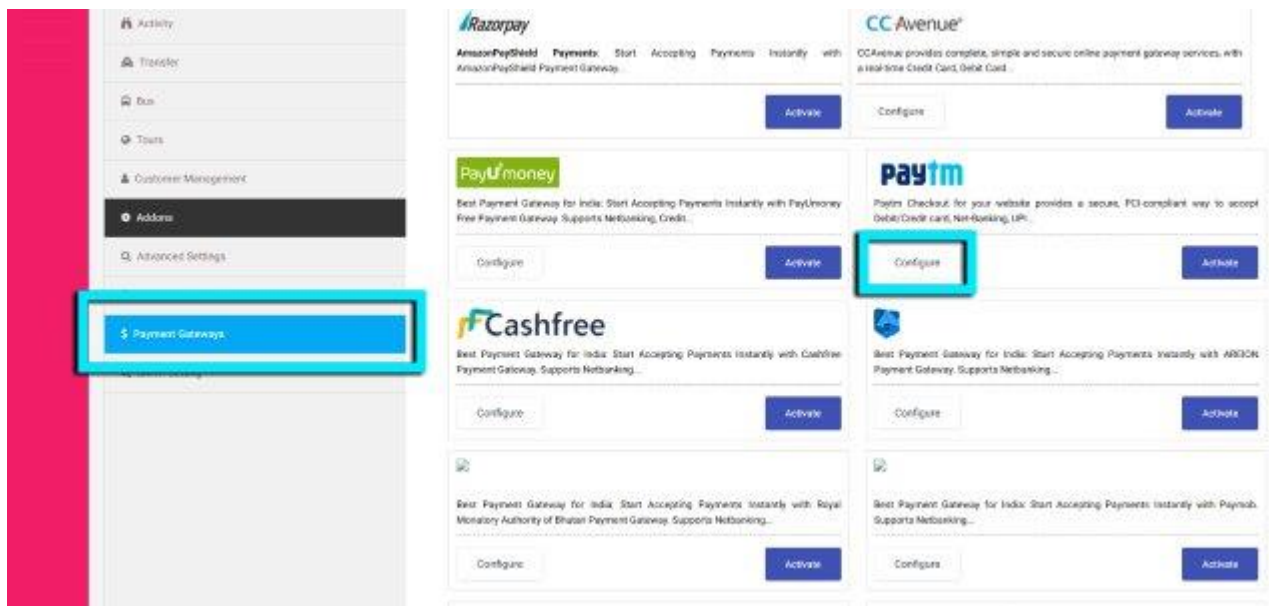 Activity
Transfer
Bus
Tours
Customer Management
Addons
Advanced Settings
$ Payment Gateways
Razorpay
AmazonPayShield Payments: Start Accepting Payments Instantly with
AmazonPayShield Payment Gateway...
Activate
CCAvenue
CCAvenue provides complete, simple and secure online payment gateway services, with
a real-time Credit Card, Debit Card...
Configure
Activate
PayUmoney
Best Payment Gateway for India: Start Accepting Payments Instantly with PayUmoney
Free Payment Gateway. Supports Netbanking, Credit...
Configure
Activate
paytm
Paytm Checkout for your website provides a secure, PCI-compliant way to accept
Debit/Credit card, Net-Banking, UPI...
Configure
Activate
Cashfree
Best Payment Gateway for India: Start Accepting Payments Instantly with Cashfree
Payment Gateway. Supports Netbanking...
Configure
Activate
Best Payment Gateway for India: Start Accepting Payments Instantly with
Payment Gateway. Supports Netbanking...
Configure
Activate
Best Payment Gateway for India: Start Accepting Payments Instantly with Royal
Monatory Authority of Bhutan Payment Gateway. Supports Netbanking...
Configure
Activate
Best Payment Gateway for India: Start Accepting Payments Instantly with Paymob.
Supports Netbanking...
Configure
Activate